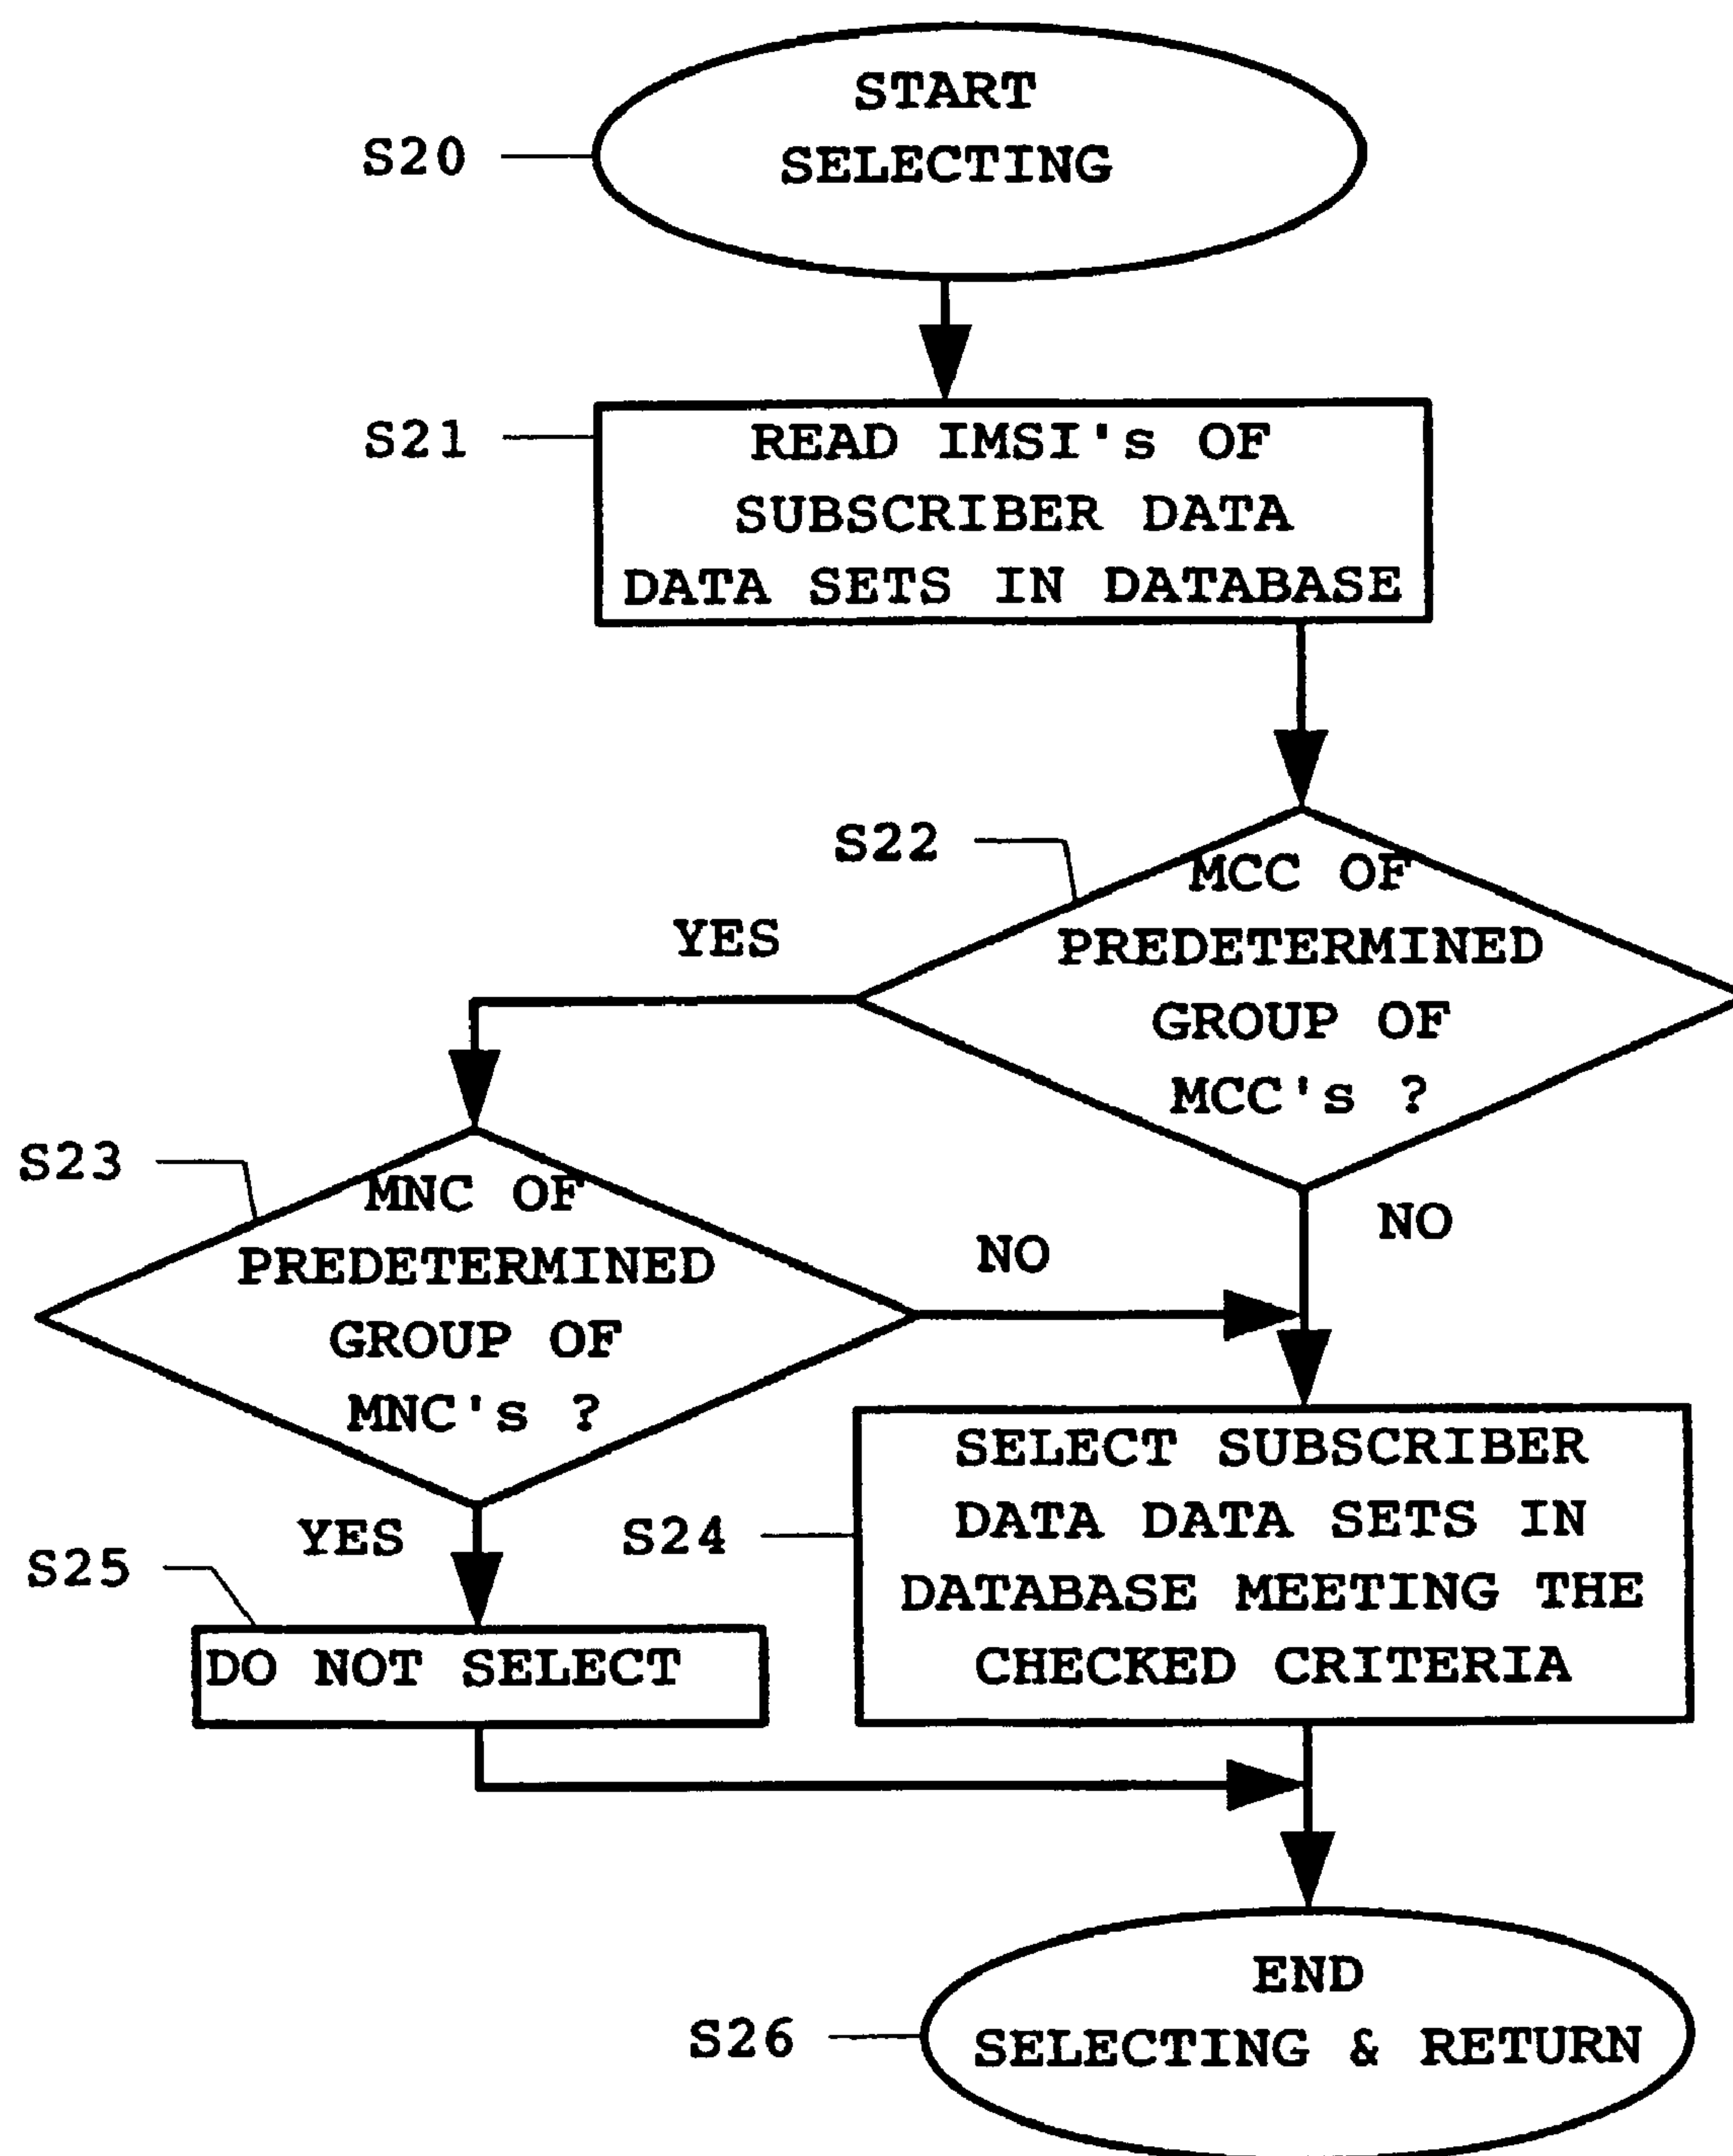 START
SELECTING
S20
S21
READ IMSI's OF
SUBSCRIBER DATA
DATA SETS IN DATABASE
S22
MCC OF
PREDETERMINED
GROUP OF
MCC's ?
YES
NO
S23
MNC OF
PREDETERMINED
GROUP OF
MNC's ?
NO
YES
S24
SELECT SUBSCRIBER
DATA DATA SETS IN
DATABASE MEETING THE
CHECKED CRITERIA
S25
DO NOT SELECT
END
SELECTING & RETURN
S26